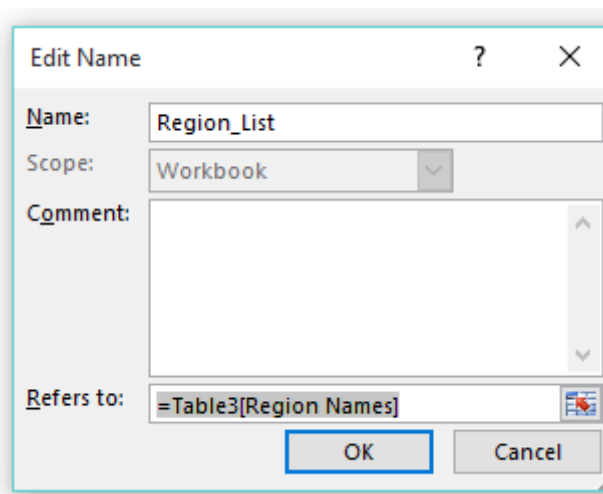 Edit Name
?
Name: Region_List
Scope: Workbook
Comment:
Refers to: =Table3[Region Names]
OK Cancel